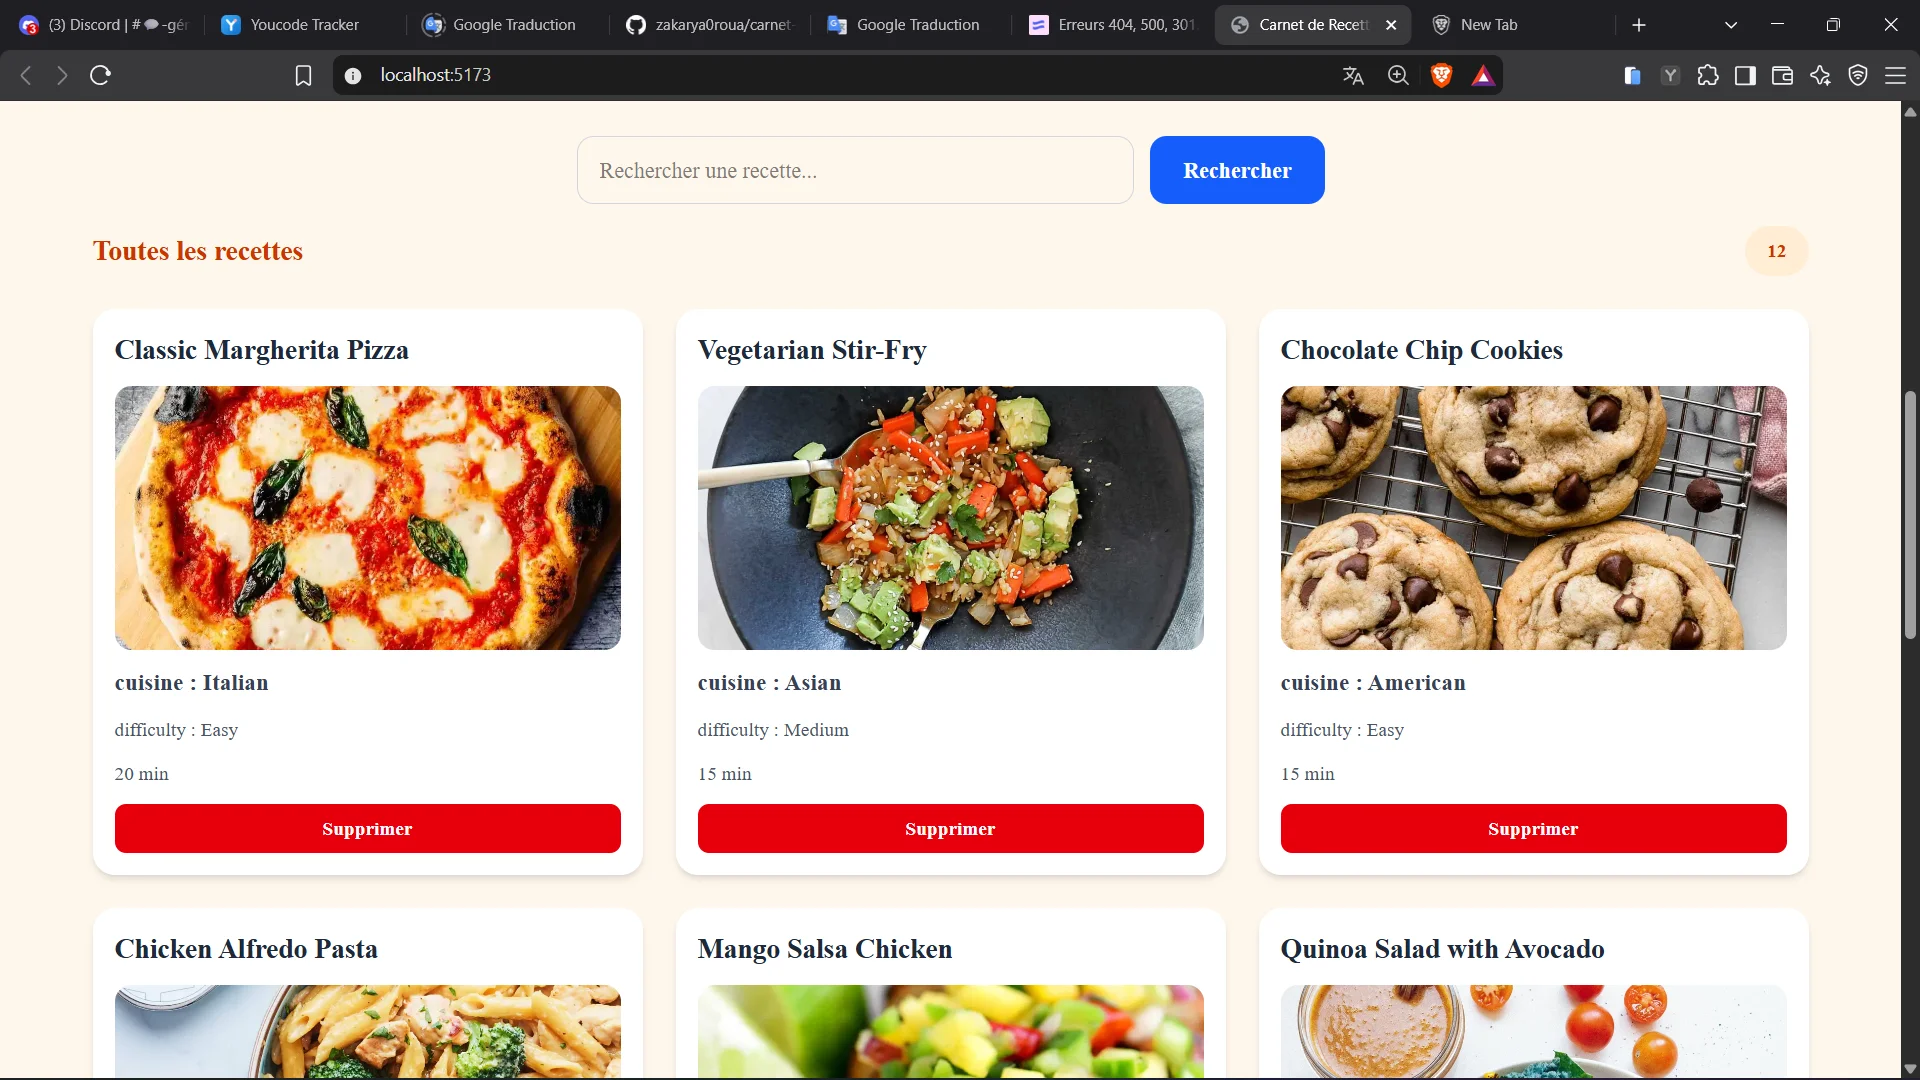 (3) Discord | # 💬-gér
Youcode Tracker
Google Traduction
zakarya0roua/carnet-
Google Traduction
Erreurs 404, 500, 301
Carnet de Recett
New Tab
localhost:5173
Rechercher une recette...
Rechercher
Toutes les recettes
12
Classic Margherita Pizza
Vegetarian Stir-Fry
Chocolate Chip Cookies
cuisine : Italian
cuisine : Asian
cuisine : American
difficulty : Easy
difficulty : Medium
difficulty : Easy
20 min
15 min
15 min
Supprimer
Supprimer
Supprimer
Chicken Alfredo Pasta
Mango Salsa Chicken
Quinoa Salad with Avocado